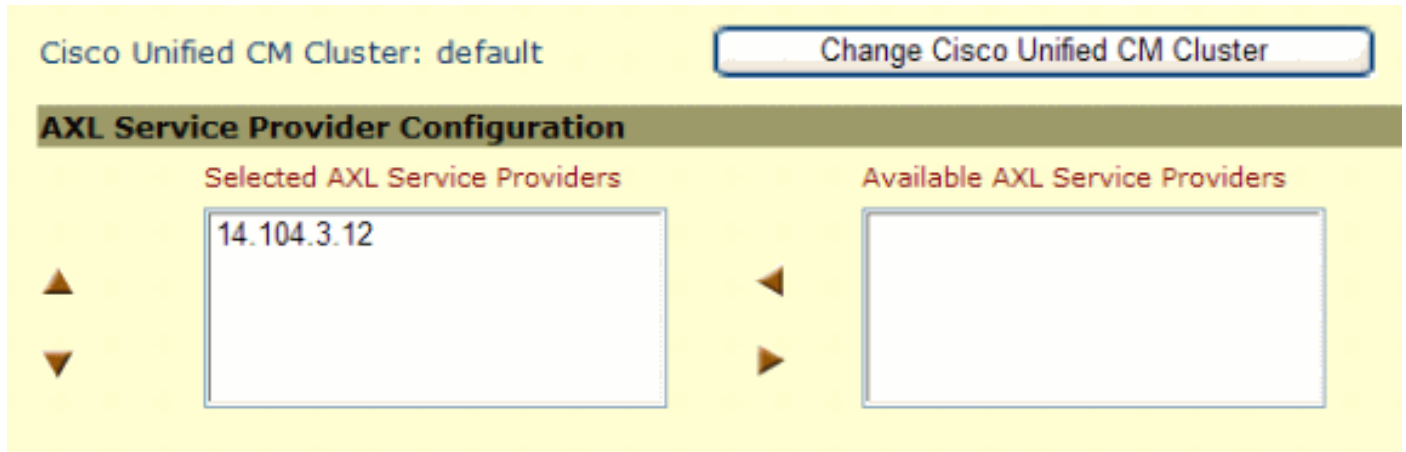 Cisco Unified CM Cluster: default
Change Cisco Unified CM Cluster
AXL Service Provider Configuration
Selected AXL Service Providers
Available AXL Service Providers
14.104.3.12